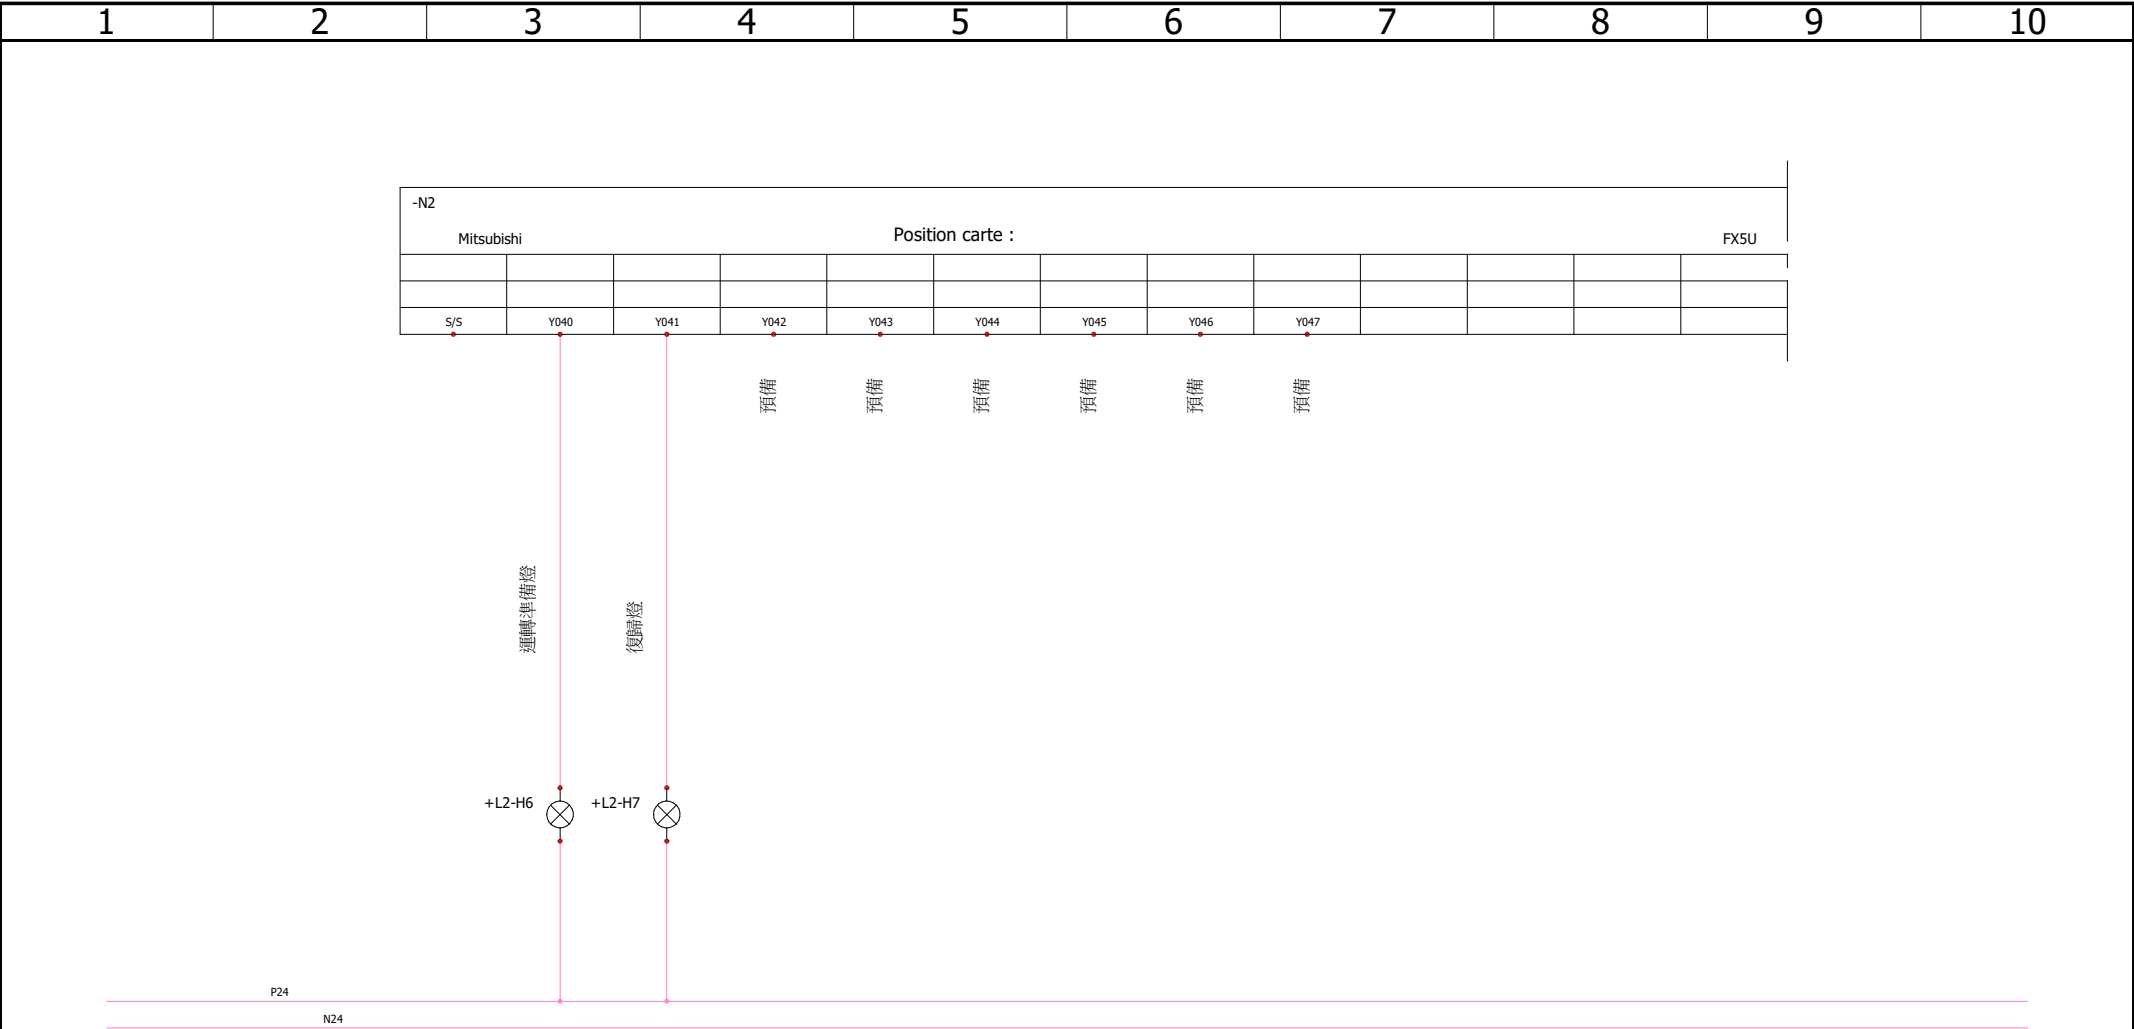 1 2 3 4 5 6 7 8 9 10
-N2
Mitsubishi Position carte : FX5U
S/S Y040 Y041 Y042 Y043 Y044 Y045 Y046 Y047
預備 預備 預備 預備 預備 預備
運轉準備燈 復歸燈
+L2-H6 +L2-H7
P24
N24